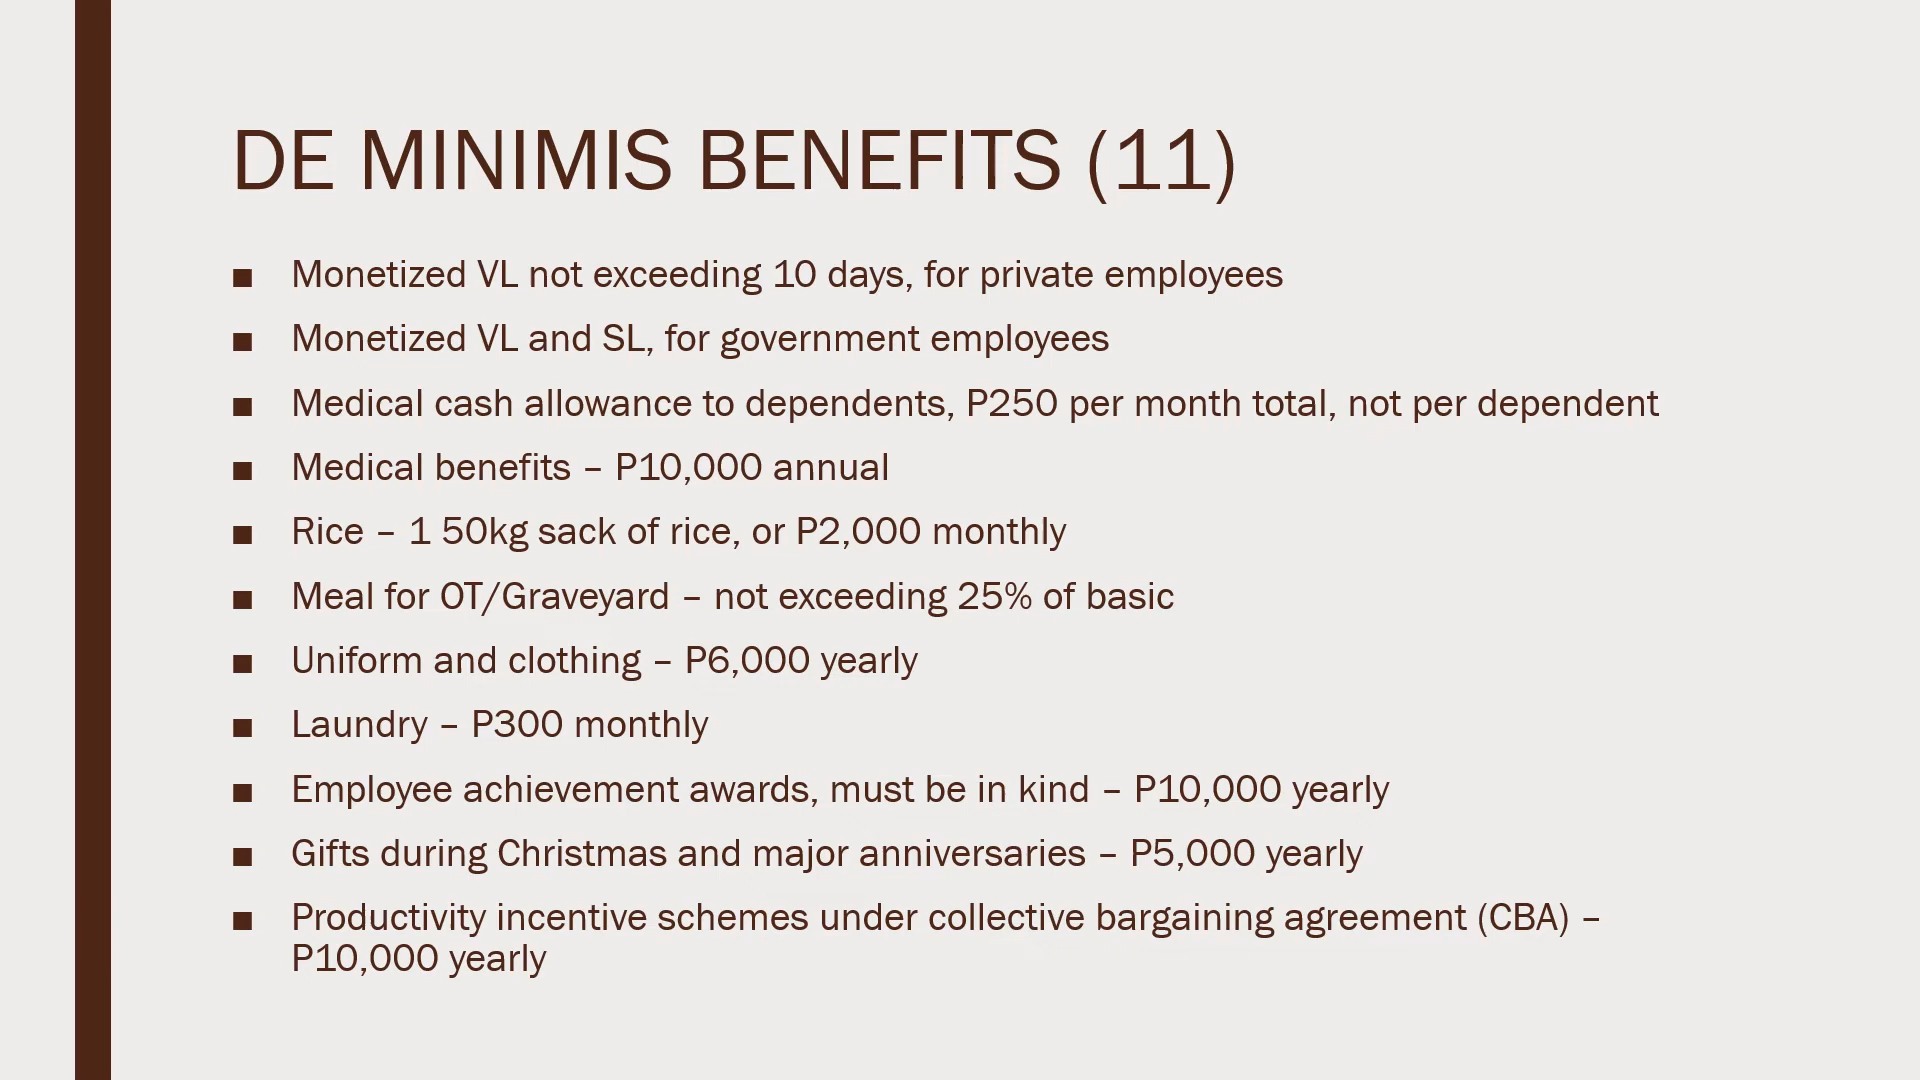 DE MINIMIS BENEFITS (11)
■ Monetized VL not exceeding 10 days, for private employees
■ Monetized VL and SL, for government employees
■ Medical cash allowance to dependents, P250 per month total, not per dependent
■ Medical benefits – P10,000 annual
■ Rice – 1 50kg sack of rice, or P2,000 monthly
■ Meal for OT/Graveyard – not exceeding 25% of basic
■ Uniform and clothing – P6,000 yearly
■ Laundry – P300 monthly
■ Employee achievement awards, must be in kind – P10,000 yearly
■ Gifts during Christmas and major anniversaries – P5,000 yearly
■ Productivity incentive schemes under collective bargaining agreement (CBA) –
P10,000 yearly